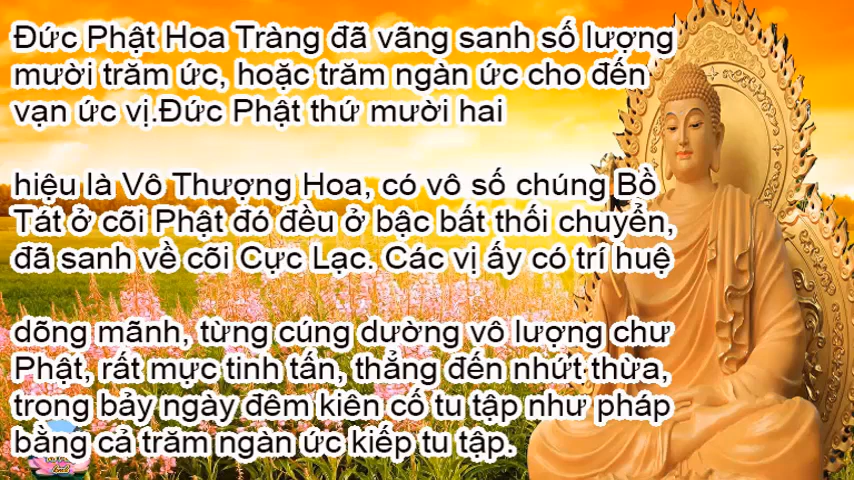 Đức Phật Hoa Tràng đã vãng sanh số lượng
mười trăm ức, hoặc trăm ngàn ức cho đến
vạn ức vị.Đức Phật thứ mười hai
hiệu là Vô Thượng Hoa, có vô số chúng Bồ
Tát ở cõi Phật đó đều ở bậc bất thối chuyển,
đã sanh về cõi Cực Lạc. Các vị ấy có trí huệ
dõng mãnh, từng cúng dường vô lượng chư
Phật, rất mực tinh tấn, thẳng đến nhứt thừa,
trong bảy ngày đêm kiên cố tu tập như pháp
bằng cả trăm ngàn ức kiếp tu tập.